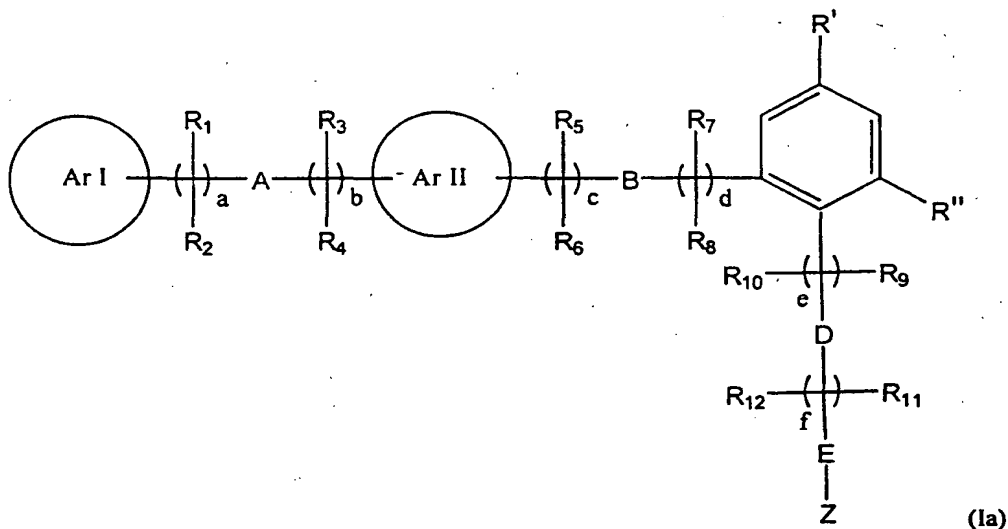 R'
R₁ R₃ R₅ R₇
Ar I ( ) a A ( ) b - Ar II ( ) c B ( ) d
R₂ R₄ R₆ R₈ R"
R₁₀ ( ) e R₉
D
R₁₂ ( ) f R₁₁
E
Z
(Ia)